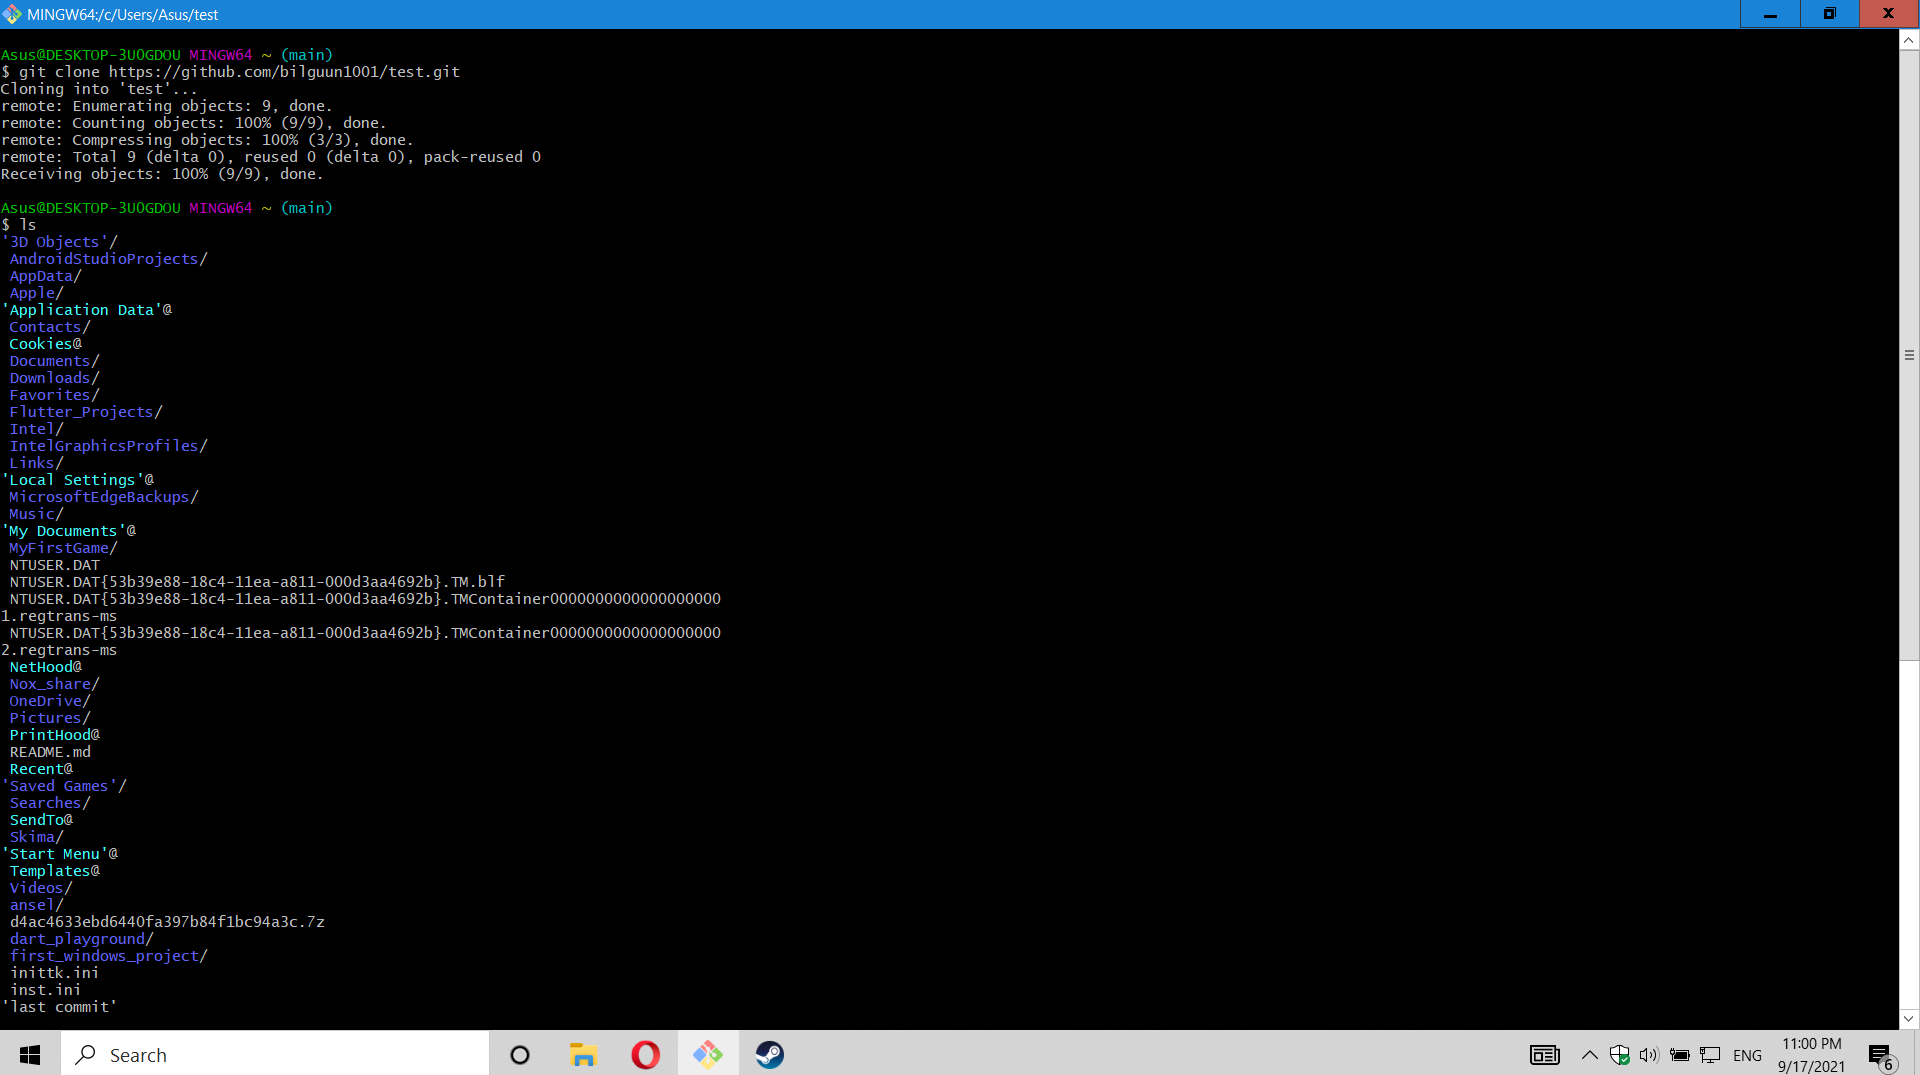 MINGW64:/c/Users/Asus/test
Asus@DESKTOP-3U0GDOU MINGW64 ~ (main)
$ git clone https://github.com/bilguun1001/test.git
Cloning into 'test'...
remote: Enumerating objects: 9, done.
remote: Counting objects: 100% (9/9), done.
remote: Compressing objects: 100% (3/3), done.
remote: Total 9 (delta 0), reused 0 (delta 0), pack-reused 0
Receiving objects: 100% (9/9), done.
Asus@DESKTOP-3U0GDOU MINGW64 ~ (main)
$ ls
'3D Objects'/
AndroidStudioProjects/
AppData/
Apple/
'Application Data'@
Contacts/
Cookies@
Documents/
Downloads/
Favorites/
Flutter_Projects/
Intel/
IntelGraphicsProfiles/
Links/
'Local Settings'@
MicrosoftEdgeBackups/
Music/
'My Documents'@
MyFirstGame/
NTUSER.DAT
NTUSER.DAT{53b39e88-18c4-11ea-a811-000d3aa4692b}.TM.blf
NTUSER.DAT{53b39e88-18c4-11ea-a811-000d3aa4692b}.TMContainer0000000000000000000
1.regtrans-ms
NTUSER.DAT{53b39e88-18c4-11ea-a811-000d3aa4692b}.TMContainer0000000000000000000
2.regtrans-ms
NetHood@
Nox_share/
OneDrive/
Pictures/
PrintHood@
README.md
Recent@
'Saved Games'/
Searches/
SendTo@
Skima/
'Start Menu'@
Templates@
Videos/
ansel/
d4ac4633ebd6440fa397b84f1bc94a3c.7z
dart_playground/
first_windows_project/
inittk.ini
inst.ini
'last commit'
Search
ENG
11:00 PM
9/17/2021
6